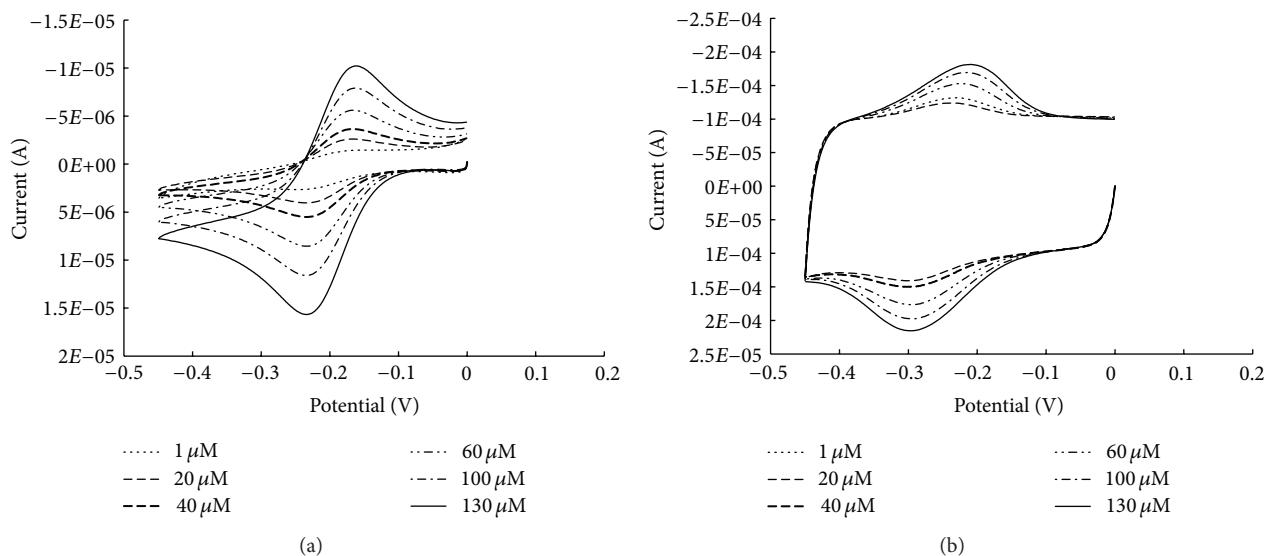 −1.5E−05
−1E−05
−5E−06
0E+00
5E−06
1E−05
1.5E−05
2E−05
Current (A)
−0.5 −0.4 −0.3 −0.2 −0.1 0 0.1 0.2
Potential (V)
1 μM 60 μM
20 μM 100 μM
40 μM 130 μM
(a)
−2.5E−04
−2E−04
−1.5E−04
−1E−04
−5E−05
0E+00
5E−05
1E−04
1.5E−04
2E−04
2.5E−05
Current (A)
−0.5 −0.4 −0.3 −0.2 −0.1 0 0.1 0.2
Potential (V)
1 μM 60 μM
20 μM 100 μM
40 μM 130 μM
(b)